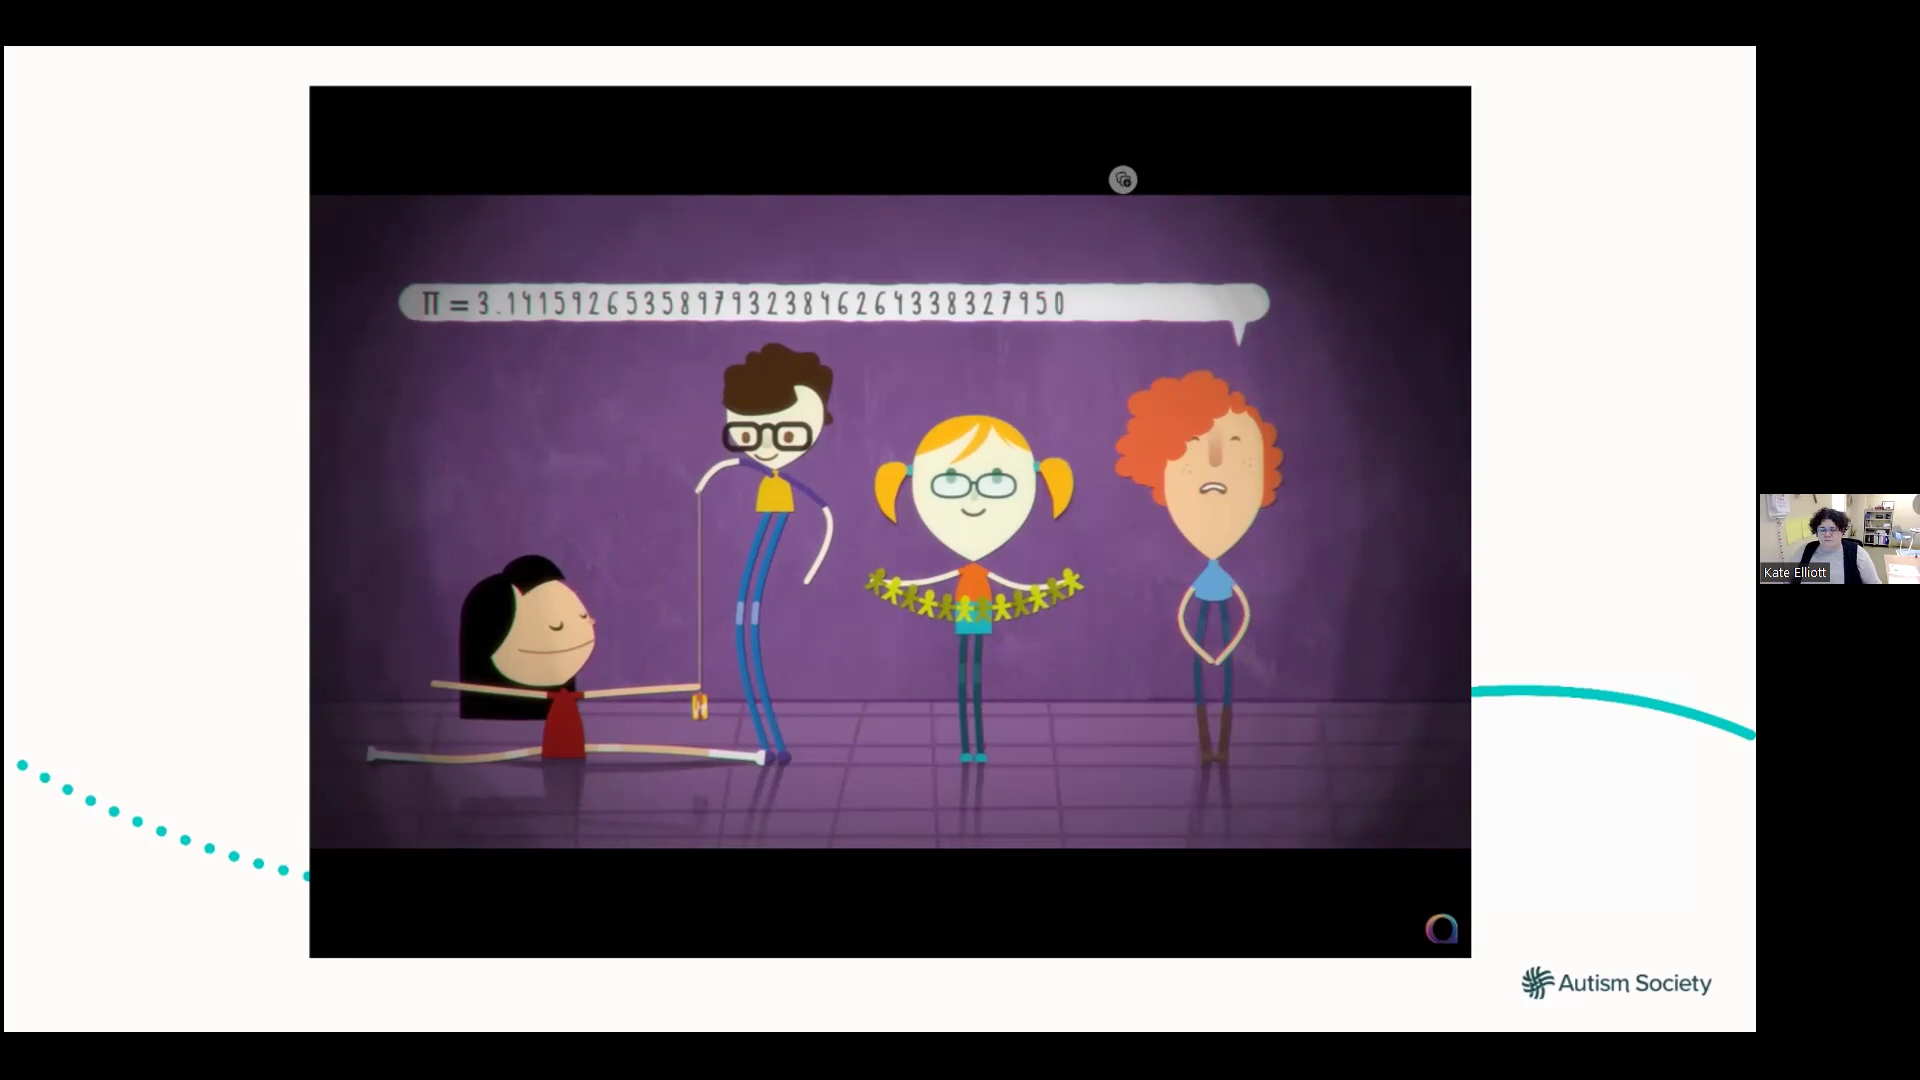 π = 3.14159265358979323846264338327950
Kate Elliott
Autism Society